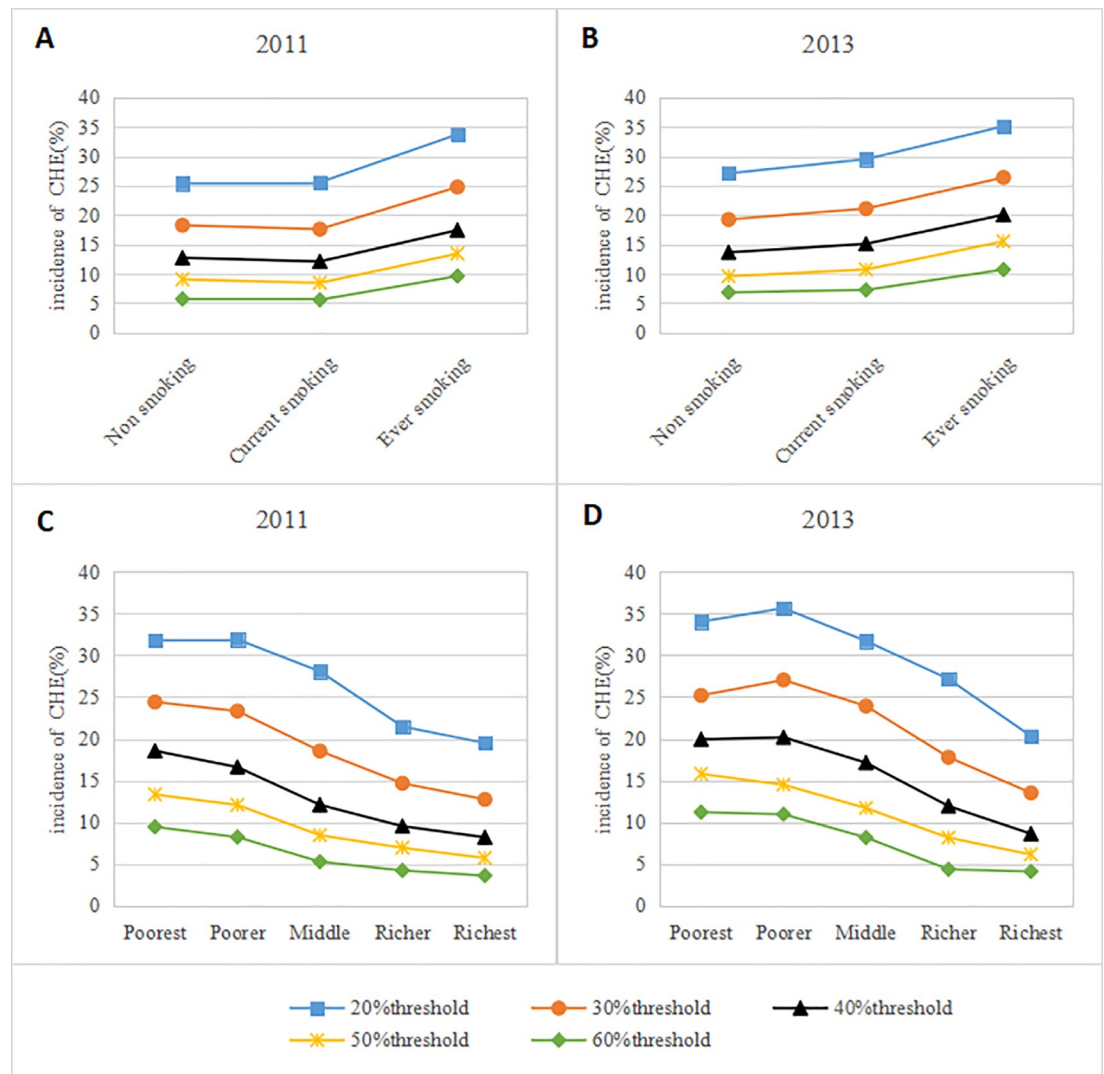 A
2011
incidence of CHE(%)
40
35
30
25
20
15
10
5
0
Non smoking
Current smoking
Ever smoking
B
2013
incidence of CHE(%)
40
35
30
25
20
15
10
5
0
Non smoking
Current smoking
Ever smoking
C
2011
incidence of CHE(%)
40
35
30
25
20
15
10
5
0
Poorest Poorer Middle Richer Richest
D
2013
incidence of CHE(%)
40
35
30
25
20
15
10
5
0
Poorest Poorer Middle Richer Richest
20%threshold 30%threshold 40%threshold
50%threshold 60%threshold